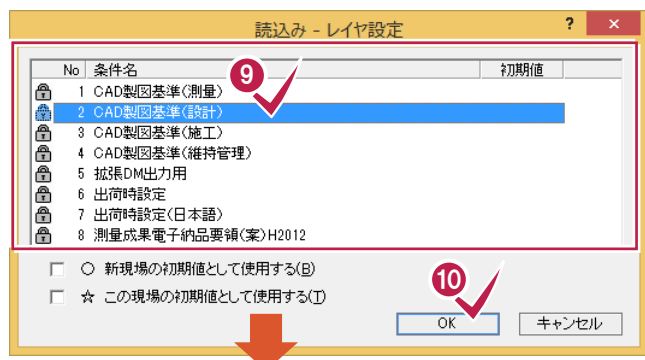 読込み - レイヤ設定
? ×
No 条件名 初期値
9
1 CAD製図基準(測量)
2 CAD製図基準(設計)
3 CAD製図基準(施工)
4 CAD製図基準(維持管理)
5 拡張DM出力用
6 出荷時設定
7 出荷時設定(日本語)
8 測量成果電子納品要領(案)H2012
○ 新現場の初期値として使用する(B)
☆ この現場の初期値として使用する(T)
10
OK キャンセル